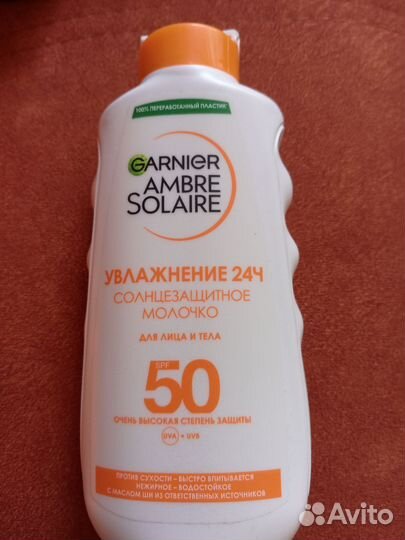 100% ПЕРЕРАБОТАННЫЙ ПЛАСТИК*
GARNIER
AMBRE
SOLAIRE
УВЛАЖНЕНИЕ 24Ч
СОЛНЦЕЗАЩИТНОЕ
МОЛОЧКО
ДЛЯ ЛИЦА И ТЕЛА
SPF
50
ОЧЕНЬ ВЫСОКАЯ СТЕПЕНЬ ЗАЩИТЫ
UVA + UVB
ПРОТИВ СУХОСТИ – БЫСТРО ВПИТЫВАЕТСЯ
НЕЖИРНОЕ – ВОДОСТОЙКОЕ
С МАСЛОМ ШИ ИЗ ОТВЕТСТВЕННЫХ ИСТОЧНИКОВ
Avito